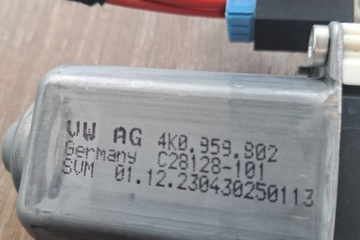 VW AG 4K0.959.802
Germany C28128-101
SVM 01.12.230430250113